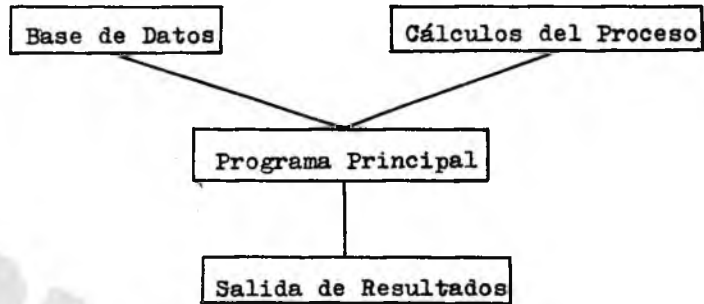 Base de Datos
Cálculos del Proceso
Programa Principal
Salida de Resultados